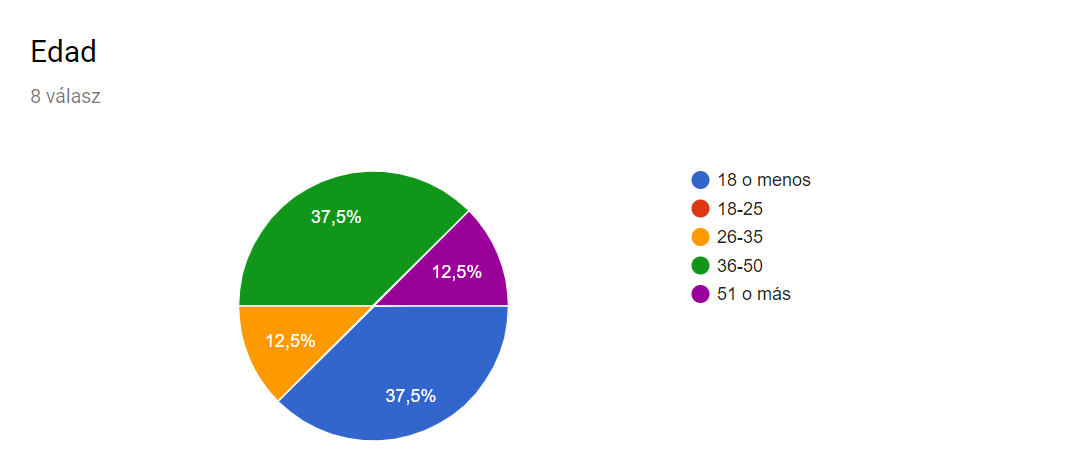 Edad
8 válasz
37,5%
12,5%
12,5%
37,5%
18 o menos
18-25
26-35
36-50
51 o más